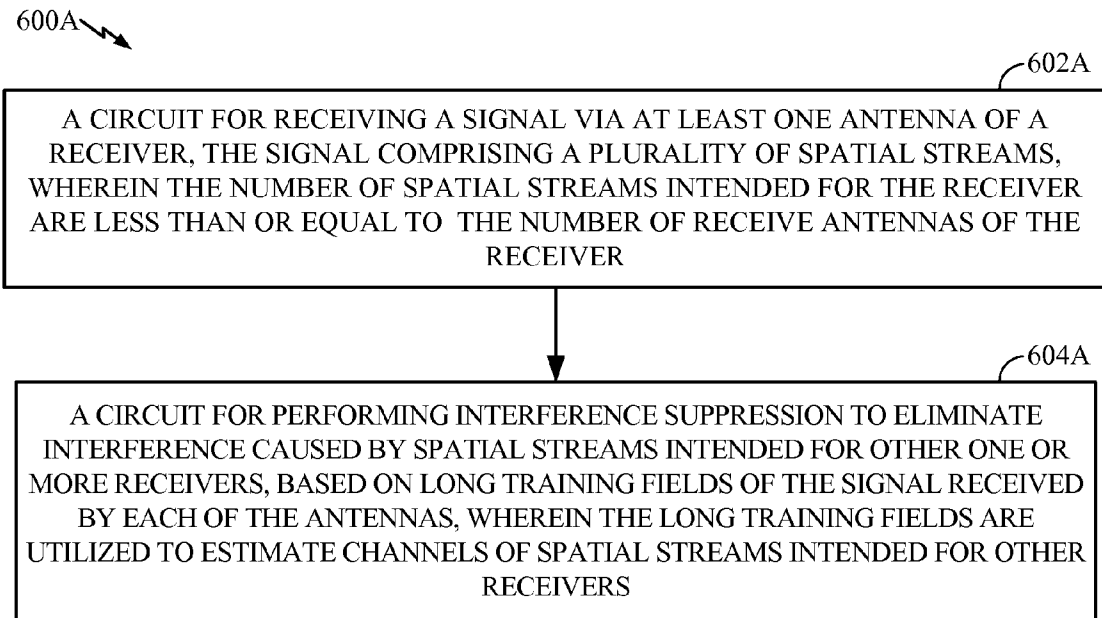 600A
602A
A CIRCUIT FOR RECEIVING A SIGNAL VIA AT LEAST ONE ANTENNA OF A
RECEIVER, THE SIGNAL COMPRISING A PLURALITY OF SPATIAL STREAMS,
WHEREIN THE NUMBER OF SPATIAL STREAMS INTENDED FOR THE RECEIVER
ARE LESS THAN OR EQUAL TO THE NUMBER OF RECEIVE ANTENNAS OF THE
RECEIVER
604A
A CIRCUIT FOR PERFORMING INTERFERENCE SUPPRESSION TO ELIMINATE
INTERFERENCE CAUSED BY SPATIAL STREAMS INTENDED FOR OTHER ONE OR
MORE RECEIVERS, BASED ON LONG TRAINING FIELDS OF THE SIGNAL RECEIVED
BY EACH OF THE ANTENNAS, WHEREIN THE LONG TRAINING FIELDS ARE
UTILIZED TO ESTIMATE CHANNELS OF SPATIAL STREAMS INTENDED FOR OTHER
RECEIVERS